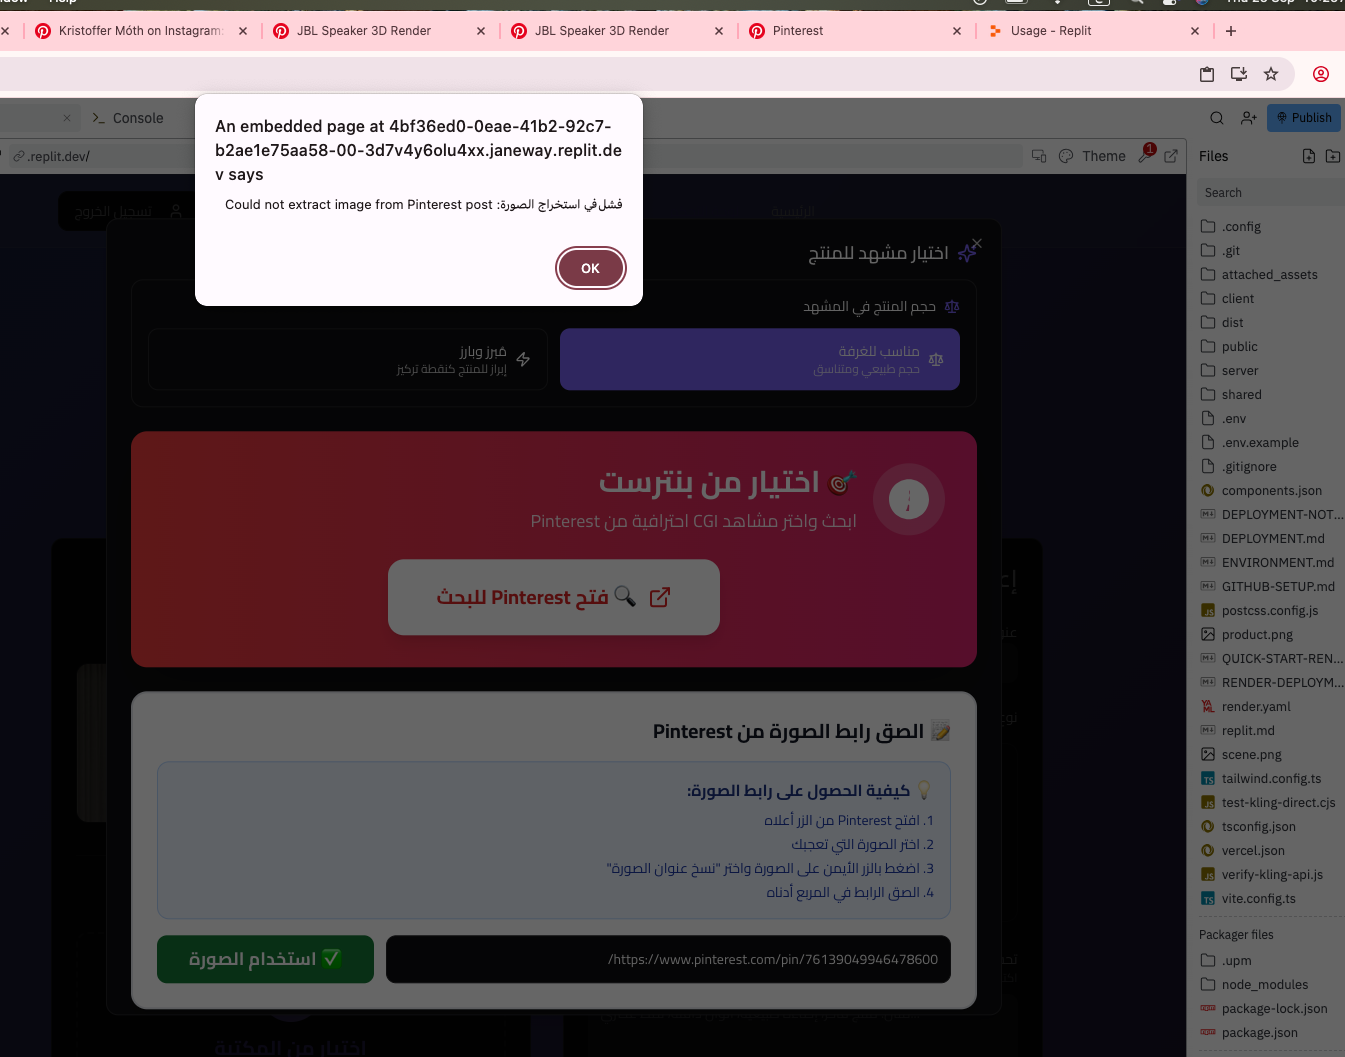 Help
Kristoffer Móth on Instagram:
JBL Speaker 3D Render
JBL Speaker 3D Render
Pinterest
Usage - Replit
Console
Publish
.replit.dev/
Theme
1
An embedded page at 4bf36ed0-0eae-41b2-92c7-
b2ae1e75aa58-00-3d7v4y6olu4xx.janeway.replit.de
v says
Could not extract image from Pinterest post :فشل في استخراج الصورة
OK
تسجيل الخروج
الرئيسية
اختيار مشهد للمنتج
حجم المنتج في المشهد
مناسب للغرفة
حجم طبيعي ومتناسق
مُبرز وبارز
إبراز للمنتج كنقطة تركيز
🎯 اختيار من بنترست
ابحث واختر مشاهد CGI احترافية من Pinterest
🔍 فتح Pinterest للبحث
📝 الصق رابط الصورة من Pinterest
💡 كيفية الحصول على رابط الصورة:
1. افتح Pinterest من الزر أعلاه
2. اختر الصورة التي تعجبك
3. اضغط بالزر الأيمن على الصورة واختر "نسخ عنوان الصورة"
4. الصق الرابط في المربع أدناه
/https://www.pinterest.com/pin/76139049946478600
✅ استخدام الصورة
اختيار من المكتبة
Files
Search
.config
.git
attached_assets
client
dist
public
server
shared
.env
.env.example
.gitignore
components.json
DEPLOYMENT-NOT...
DEPLOYMENT.md
ENVIRONMENT.md
GITHUB-SETUP.md
postcss.config.js
product.png
QUICK-START-REN...
RENDER-DEPLOYM...
render.yaml
replit.md
scene.png
tailwind.config.ts
test-kling-direct.cjs
tsconfig.json
vercel.json
verify-kling-api.js
vite.config.ts
Packager files
.upm
node_modules
package-lock.json
package.json